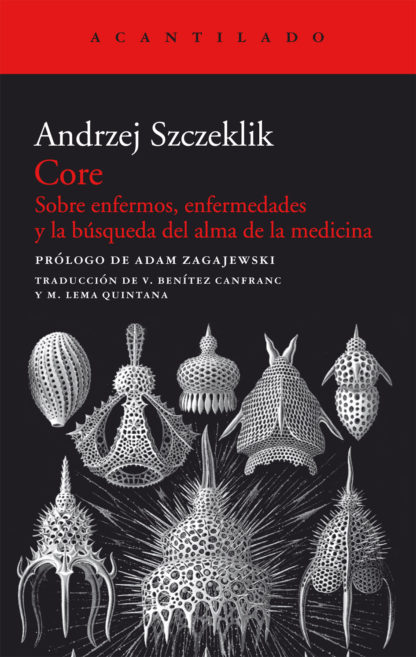 ACANTILADO
Andrzej Szczeklik
Core
Sobre enfermos, enfermedades
y la búsqueda del alma de la medicina
PRÓLOGO DE ADAM ZAGAJEWSKI
TRADUCCIÓN DE V. BENÍTEZ CANFRANC
Y M. LEMA QUINTANA